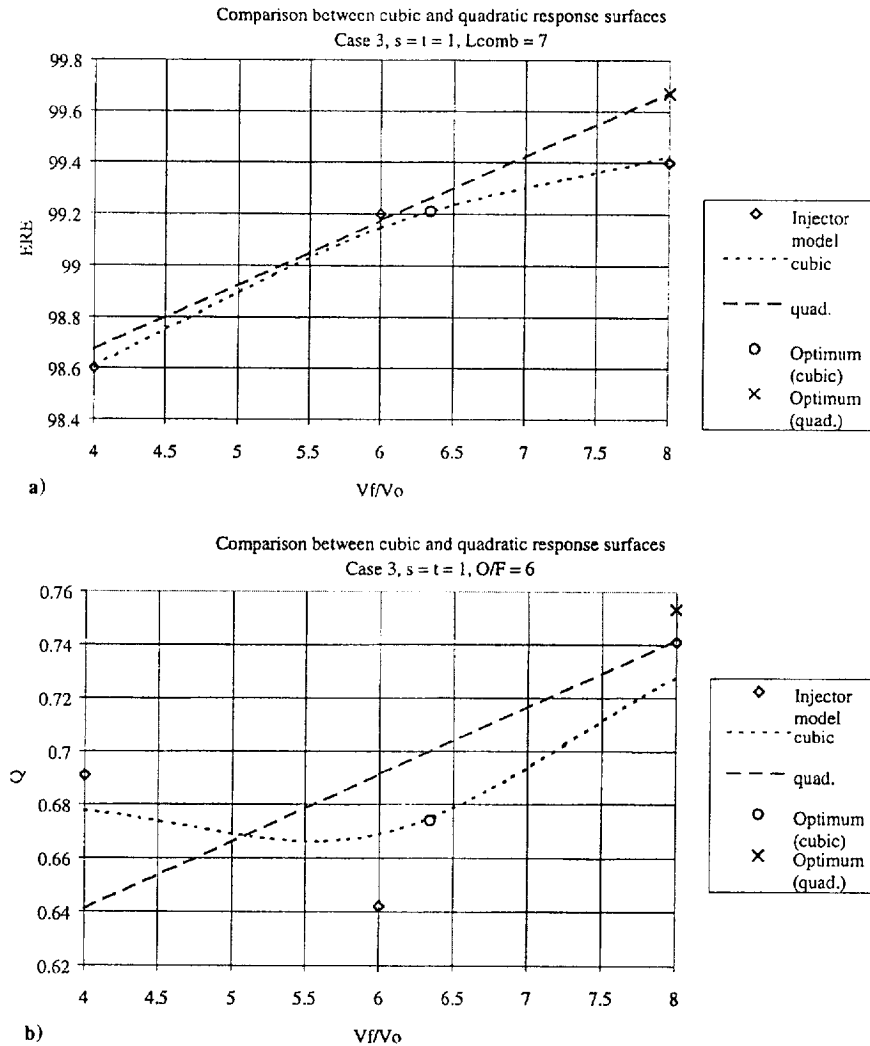 Comparison between cubic and quadratic response surfaces
Case 3, s = t = 1, Lcomb = 7
99.8
99.6
99.4
99.2
99
98.8
98.6
98.4
ERE
4
4.5
5
5.5
6
6.5
7
7.5
8
Vf/Vo
a)
Injector
model
cubic
quad.
Optimum
(cubic)
Optimum
(quad.)
Comparison between cubic and quadratic response surfaces
Case 3, s = t = 1, O/F = 6
0.76
0.74
0.72
0.7
0.68
0.66
0.64
0.62
Q
4
4.5
5
5.5
6
6.5
7
7.5
8
Vf/Vo
b)
Injector
model
cubic
quad.
Optimum
(cubic)
Optimum
(quad.)